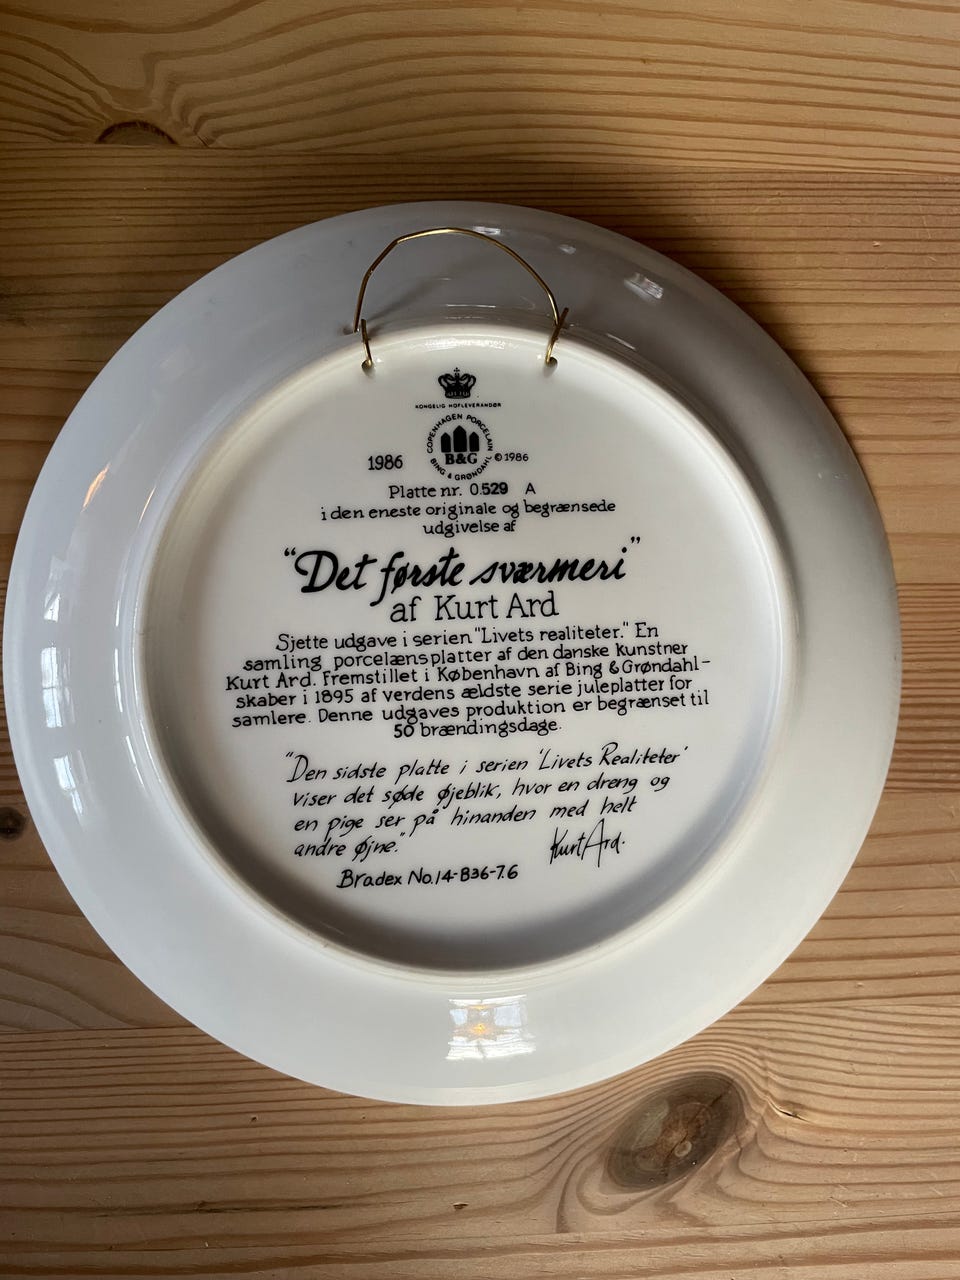 KONGELIG HOFLEVERANDØR
COPENHAGEN PORCELAIN
B&G
BING & GRØNDAHL
1986
© 1986
Platte nr. 0.529 A
i den eneste originale og begrænsede
udgivelse af
"Det første sværmeri"
af Kurt Ard
Sjette udgave i serien "Livets realiteter." En
samling porcelænsplatter af den danske kunstner
Kurt Ard. Fremstillet i København af Bing & Grøndahl-
skaber i 1895 af verdens ældste serie juleplatter for
samlere. Denne udgaves produktion er begrænset til
50 brændingsdage.
"Den sidste platte i serien 'Livets Realiteter'
viser det søde øjeblik, hvor en dreng og
en pige ser på hinanden med helt
andre øjne."
Kurt Ard.
Bradex No. 14-B36-7.6